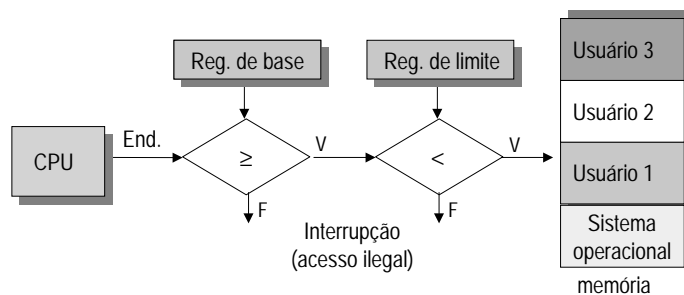 Reg. de base
Reg. de limite
Usuário 3
Usuário 2
CPU
End.
≥
V
<
V
Usuário 1
F
F
Interrupção
(acesso ilegal)
Sistema
operacional
memória